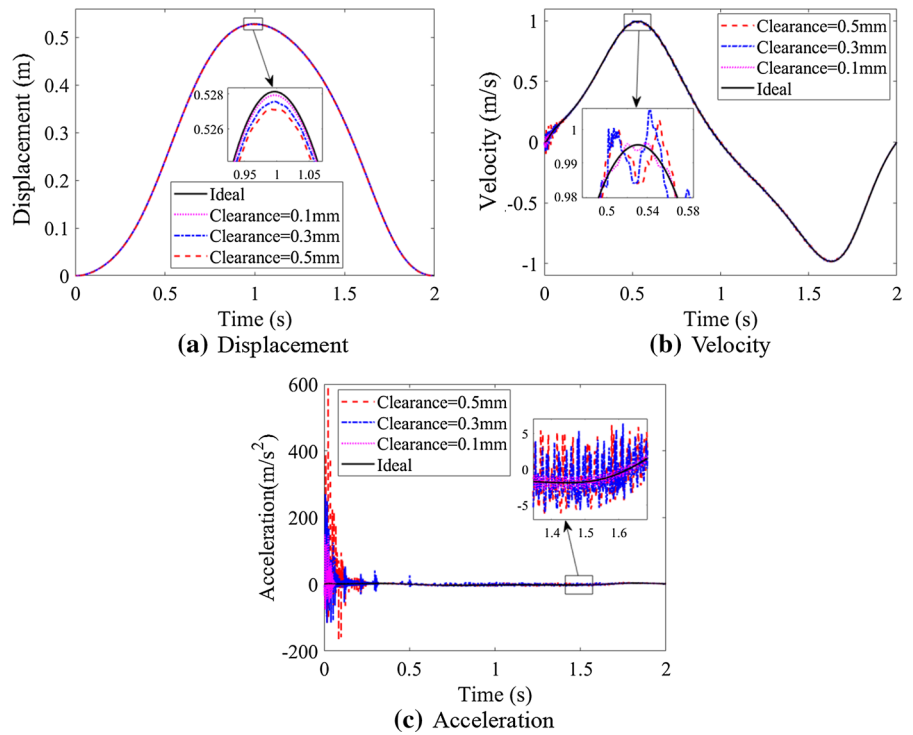 Displacement (m)
0.5
0.4
0.3
0.2
0.1
0
0.528
0.526
0.95 1 1.05
Ideal
Clearance=0.1mm
Clearance=0.3mm
Clearance=0.5mm
0 0.5 1 1.5 2
Time (s)
(a) Displacement
Velocity (m/s)
1
0.5
0
-0.5
-1
Clearance=0.5mm
Clearance=0.3mm
Clearance=0.1mm
Ideal
1
0.99
0.98
0.5 0.54 0.58
0 0.5 1 1.5 2
Time (s)
(b) Velocity
Acceleration(m/s²)
600
400
200
0
-200
Clearance=0.5mm
Clearance=0.3mm
Clearance=0.1mm
Ideal
5
0
-5
1.4 1.5 1.6
0 0.5 1 1.5 2
Time (s)
(c) Acceleration